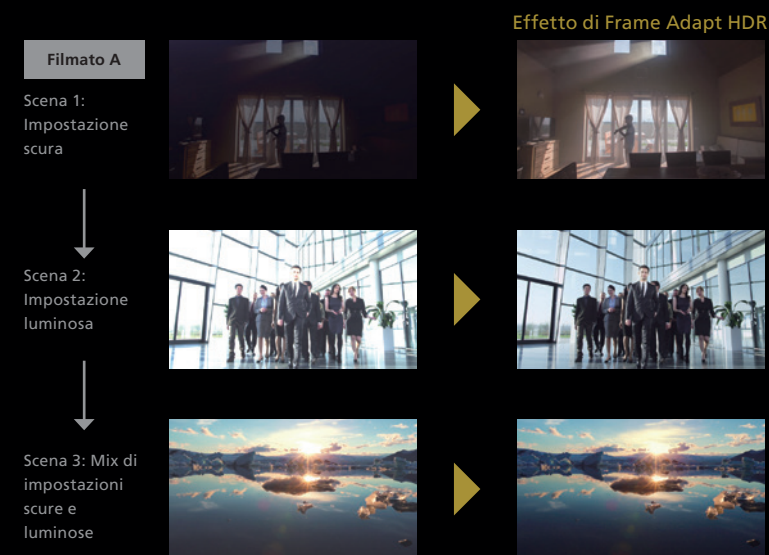 Effetto di Frame Adapt HDR
Filmato A
Scena 1:
Impostazione
scura
Scena 2:
Impostazione
luminosa
Scena 3: Mix di
impostazioni
scure e
luminose